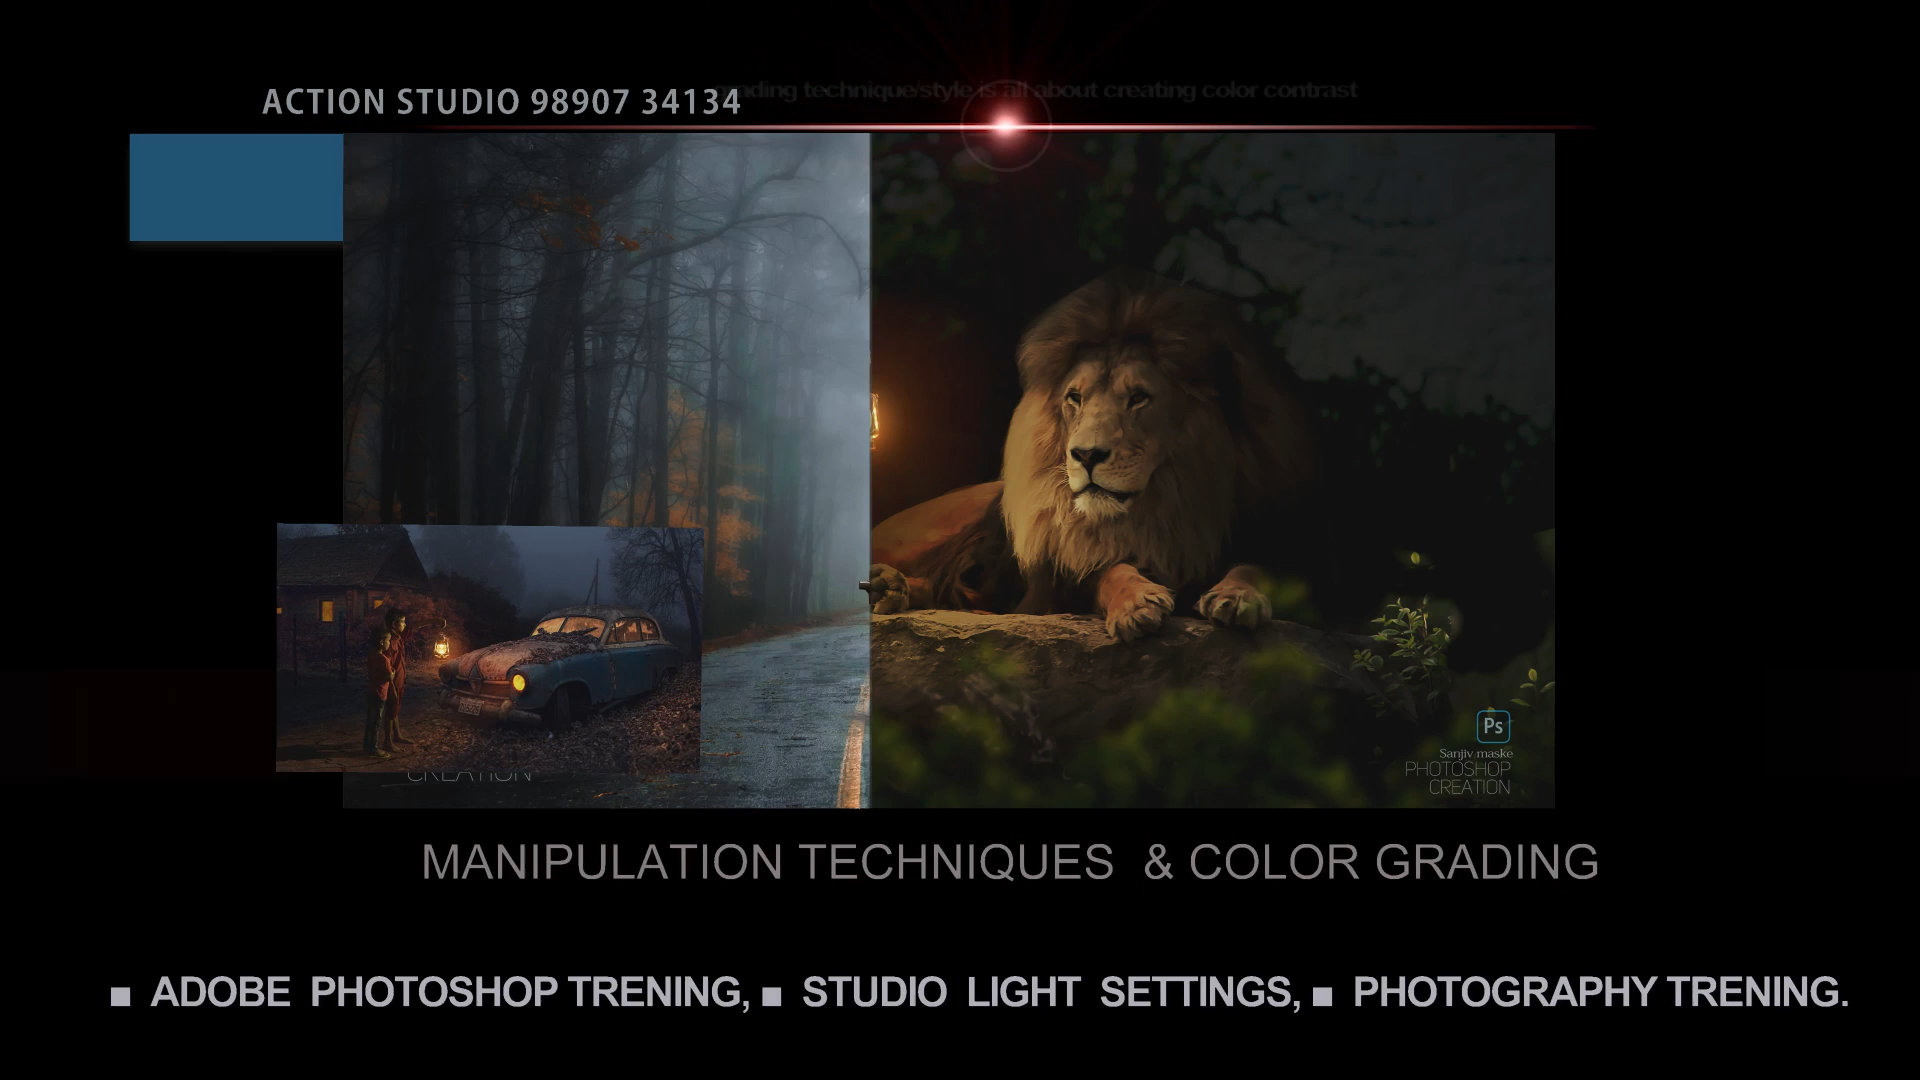 technique/style is all about creating color contrast
ACTION STUDIO 98907 34134
CREATION
Ps
Sanjiv maske
PHOTOSHOP
CREATION
MANIPULATION TECHNIQUES & COLOR GRADING
■ ADOBE PHOTOSHOP TRENING, ■ STUDIO LIGHT SETTINGS, ■ PHOTOGRAPHY TRENING.